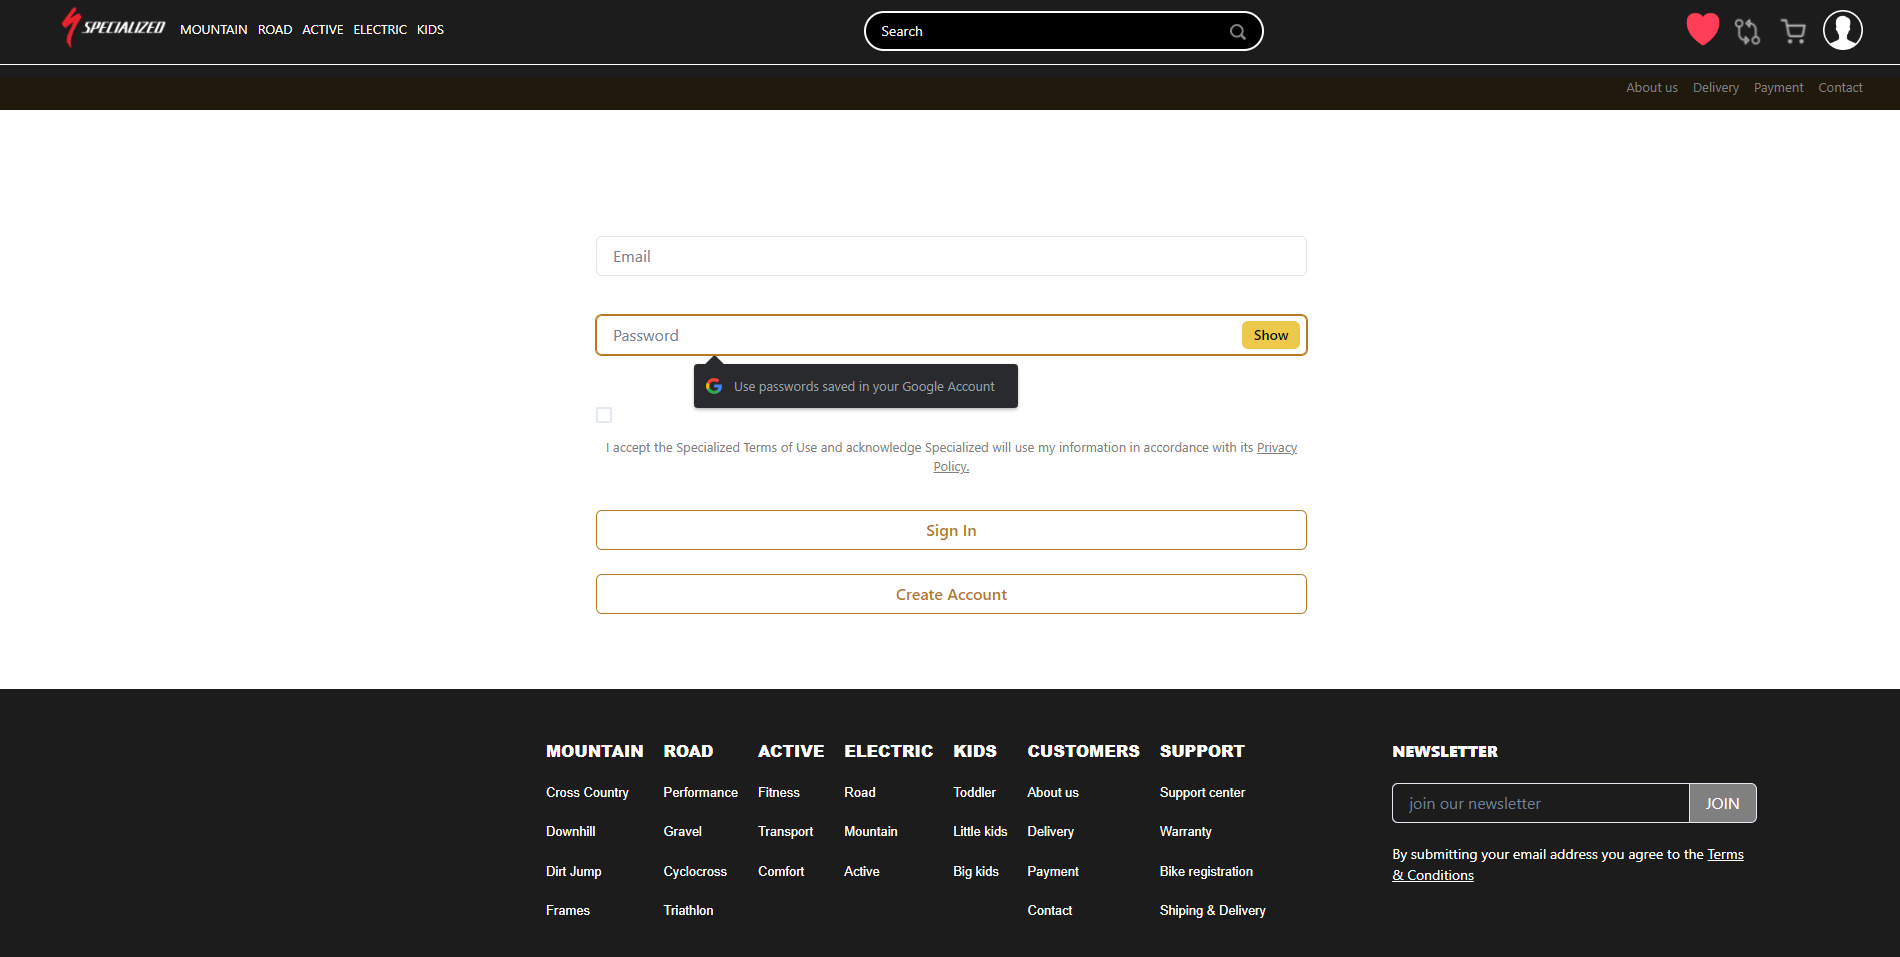 SPECIALIZED MOUNTAIN ROAD ACTIVE ELECTRIC KIDS Search
About us Delivery Payment Contact
Email
Password Show
Use passwords saved in your Google Account
I accept the Specialized Terms of Use and acknowledge Specialized will use my information in accordance with its Privacy
Policy.
Sign In
Create Account
MOUNTAIN ROAD ACTIVE ELECTRIC KIDS CUSTOMERS SUPPORT NEWSLETTER
Cross Country Performance Fitness Road Toddler About us Support center
join our newsletter JOIN
Downhill Gravel Transport Mountain Little kids Delivery Warranty
By submitting your email address you agree to the Terms
& Conditions
Dirt Jump Cyclocross Comfort Active Big kids Payment Bike registration
Frames Triathlon Contact Shiping & Delivery